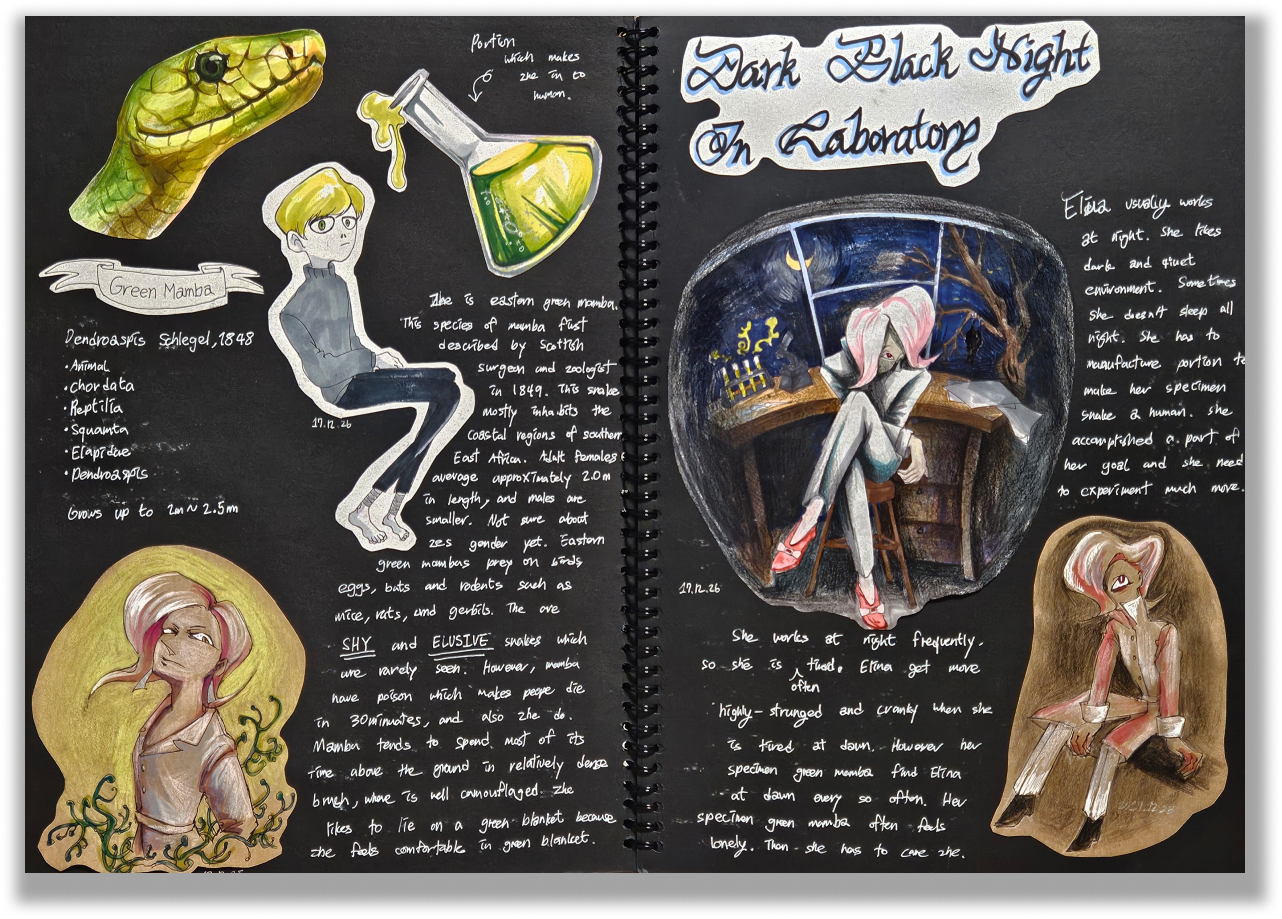 Portion
which makes
zhe in to
human.
Green Mamba
Dendroaspis Schlegel, 1848
• Animal
• Chordata
• Reptilia
• Squamta
• Elapidae
• Dendroaspis
Grows up to 2m ~ 2.5m
17.12.26
Zhe is eastern green mamba.
This species of mamba first
described by Scottish
surgeon and zoologist
in 1849. This snake
mostly inhabits the
coastal regions of southern
East Africa. Adult females
average approximately 2.0m
in length, and males are
smaller. Not sure about
zes gender yet. Eastern
green mambas prey on birds
eggs, bats and rodents such as
mice, rats, and gerbils. The are
SHY and ELUSIVE snakes which
are rarely seen. However, mamba
have poison which makes peope die
in 30minuates, and also zhe do.
Mamba tends to spend most of its
time above the ground in relatively dense
brush, where is well camouflaged. Zhe
likes to lie on a green blanket because
zhe feels comfortable in green blanket.
Dark Black Night
In Laboratory
Elina usually works
at night. She likes
dark and quiet
environment. Sometimes
she doesn't sleep all
night. She has to
manufacture portion to
make her specimen
snake a human. She
accomplished a part of
her goal and she need
to experiment much more.
17.12.26
She works at night frequently,
so she is often tired. Elina get more
highly-strunged and cranky when she
is tired at dawn. However her
specimen green mamba find Elina
at dawn every so often. Her
specimen green mamba often feels
lonely. Then she has to care zhe.